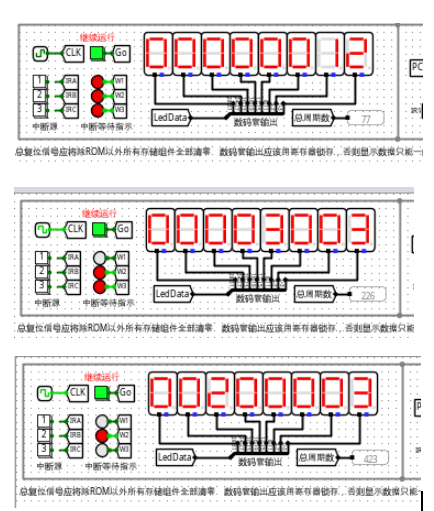 继续运行
CLK
Go
00000012
1
IRA
W1
2
IRB
W2
3
IRC
W3
中断源
中断等待指示
LedData
数码管输出
总周期数
77
PC
总复位信号应将除ROM以外所有存储组件全部清零. 数码管输出应该用寄存器锁存, 否则显示数据只能一
继续运行
CLK
Go
00003003
1
IRA
W1
2
IRB
W2
3
IRC
W3
中断源
中断等待指示
LedData
数码管输出
总周期数
226
总复位信号应将除ROM以外所有存储组件全部清零. 数码管输出应该用寄存器锁存, 否则显示数据只能
继续运行
CLK
Go
00200003
1
IRA
W1
2
IRB
W2
3
IRC
W3
中断源
中断等待指示
LedData
数码管输出
总周期数
423
总复位信号应将除ROM以外所有存储组件全部清零. 数码管输出应该用寄存器锁存, 否则显示数据只能